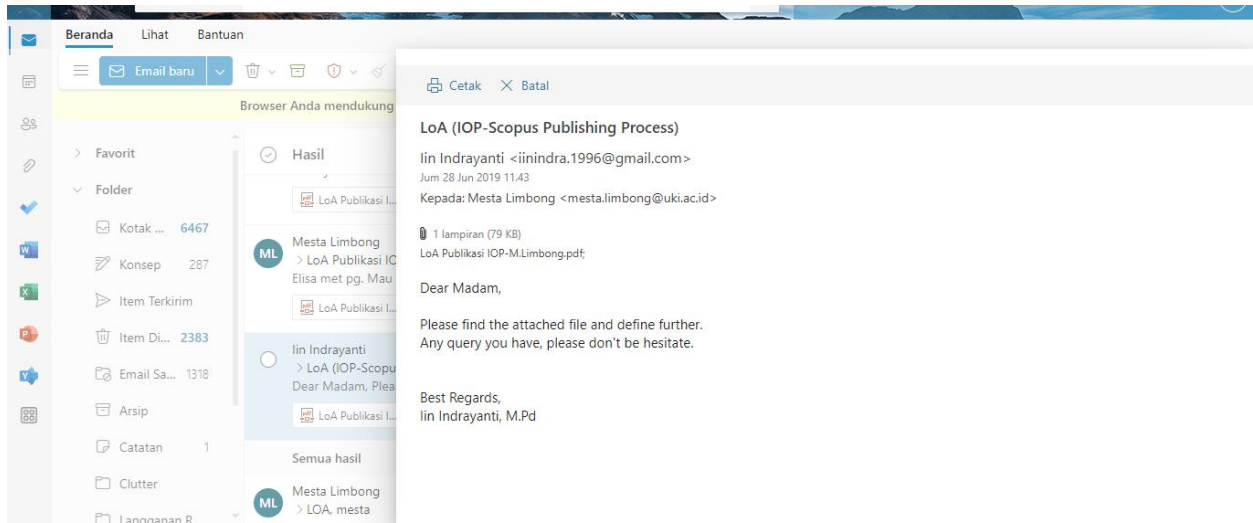 Beranda Lihat Bantuan
Email baru
Browser Anda mendukung
Favorit
Folder
Kotak ... 6467
Konsep 287
Item Terkirim
Item Di... 2383
Email Sa... 1318
Arsip
Catatan 1
Clutter
Langganan R
Hasil
LoA Publikasi I...
ML
Mesta Limbong
> LoA Publikasi IO
Elisa met pg. Mau
LoA Publikasi I...
Iin Indrayanti
> LoA (IOP-Scopu
Dear Madam, Plea
LoA Publikasi I...
Semua hasil
ML
Mesta Limbong
> LOA, mesta
Cetak Batal
LoA (IOP-Scopus Publishing Process)
Iin Indrayanti <iinindra.1996@gmail.com>
Jum 28 Jun 2019 11.43
Kepada: Mesta Limbong <mesta.limbong@uki.ac.id>
1 lampiran (79 KB)
LoA Publikasi IOP-M.Limbong.pdf;
Dear Madam,
Please find the attached file and define further.
Any query you have, please don't be hesitate.
Best Regards,
Iin Indrayanti, M.Pd